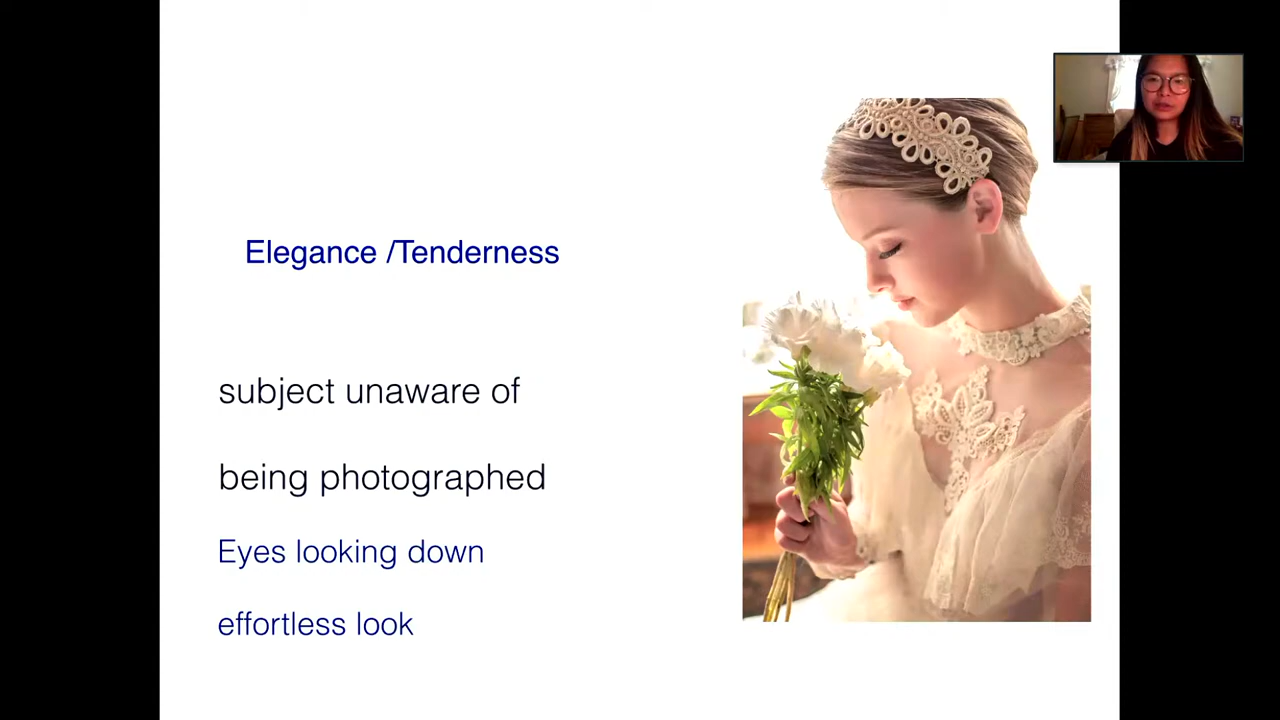 Elegance /Tenderness
subject unaware of
being photographed
Eyes looking down
effortless look